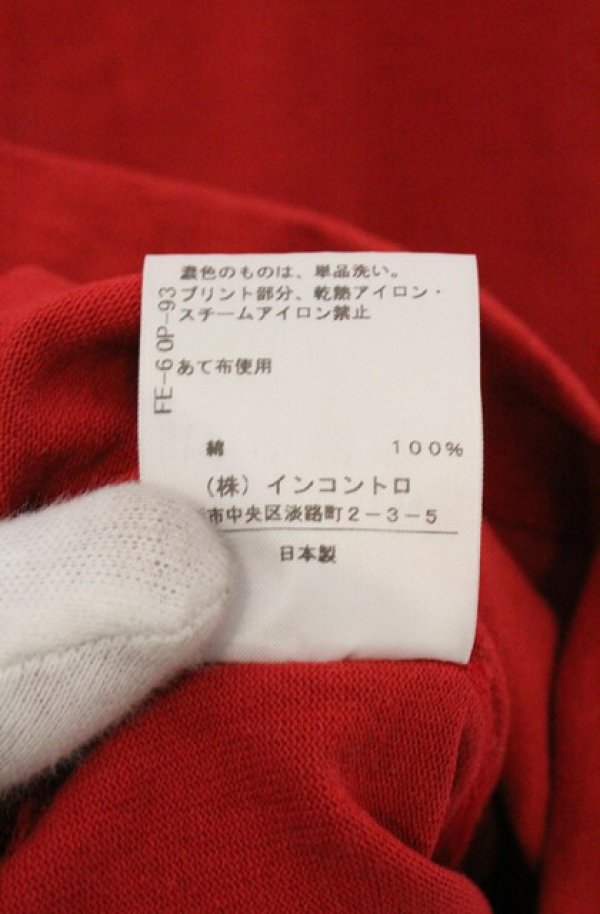 濃色のものは、単品洗い。
プリント部分、乾熱アイロン・
スチームアイロン禁止
あて布使用
綿 100%
(株) インコントロ
市中央区淡路町2-3-5
日本製
FE-6 OP-93